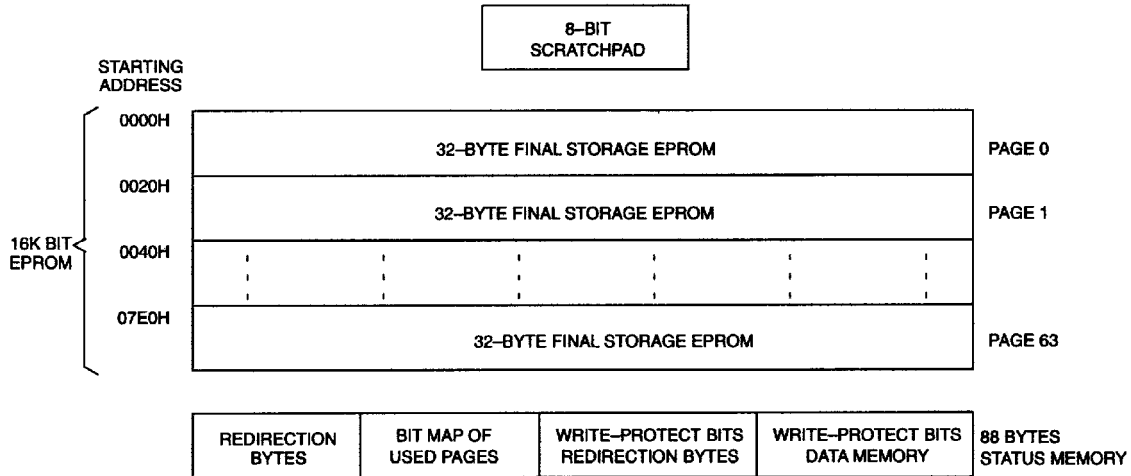 8–BIT
SCRATCHPAD
STARTING
ADDRESS
0000H
32–BYTE FINAL STORAGE EPROM
PAGE 0
0020H
32–BYTE FINAL STORAGE EPROM
PAGE 1
16K BIT
EPROM
0040H
07E0H
32–BYTE FINAL STORAGE EPROM
PAGE 63
REDIRECTION
BYTES
BIT MAP OF
USED PAGES
WRITE–PROTECT BITS
REDIRECTION BYTES
WRITE–PROTECT BITS
DATA MEMORY
88 BYTES
STATUS MEMORY